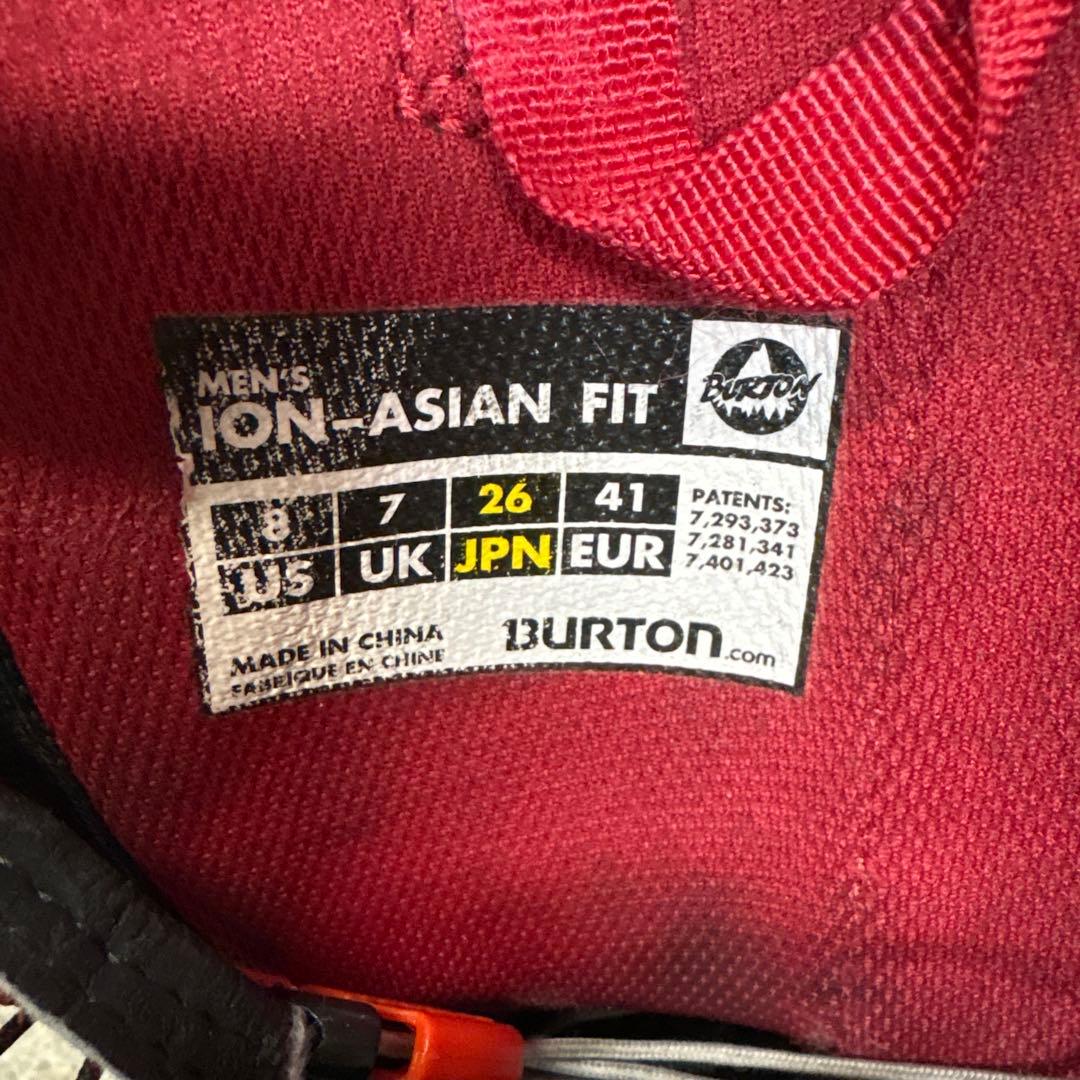 MEN'S
ION-ASIAN FIT
BURTON
8 7 26 41
US UK JPN EUR
PATENTS:
7,293,373
7,281,341
7,401,423
MADE IN CHINA
FABRIQUE EN CHINE
BURTON.com